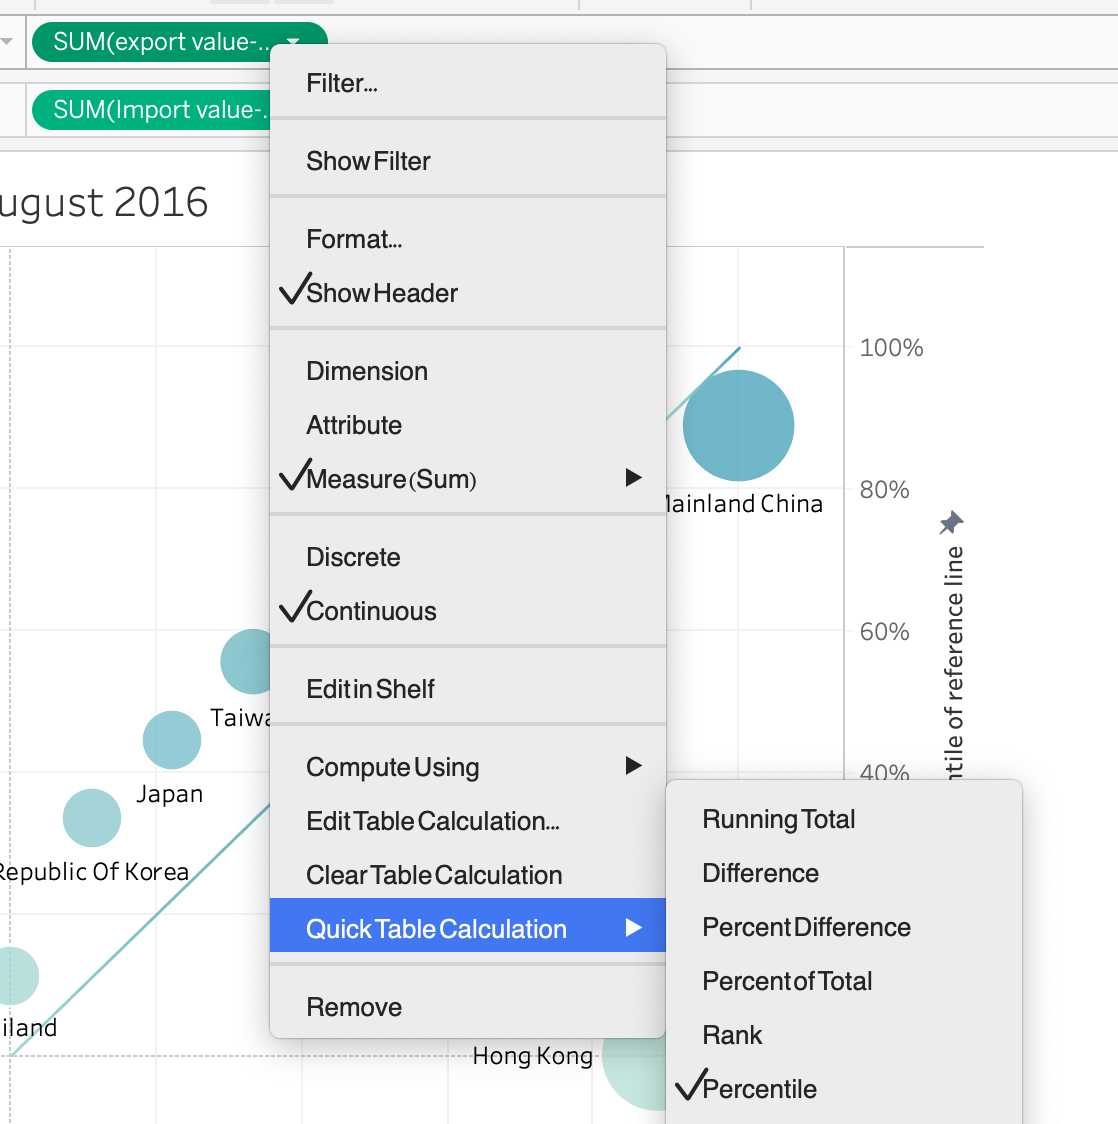 SUM(export value-..
SUM(Import value-.
ugust 2016
Filter...
Show Filter
Format...
Show Header
Dimension
Attribute
Measure (Sum)
Discrete
Continuous
Edit in Shelf
Compute Using
Edit Table Calculation...
Clear Table Calculation
Quick Table Calculation
Remove
Running Total
Difference
Percent Difference
Percent of Total
Rank
Percentile
100%
80%
60%
40%
ntile of reference line
Mainland China
Taiwa
Japan
Republic Of Korea
iland
Hong Kong